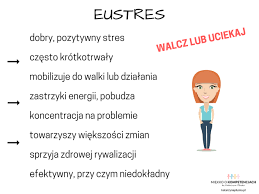 EUSTRES
WALCZ LUB UCIEKAJ
dobry, pozytywny stres
często krótkotrwały
mobilizuje do walki lub działania
zastrzyki energii, pobudza
koncentracja na problemie
towarzyszy większości zmian
sprzyja zdrowej rywalizacji
efektywny, przy czym niedokładny